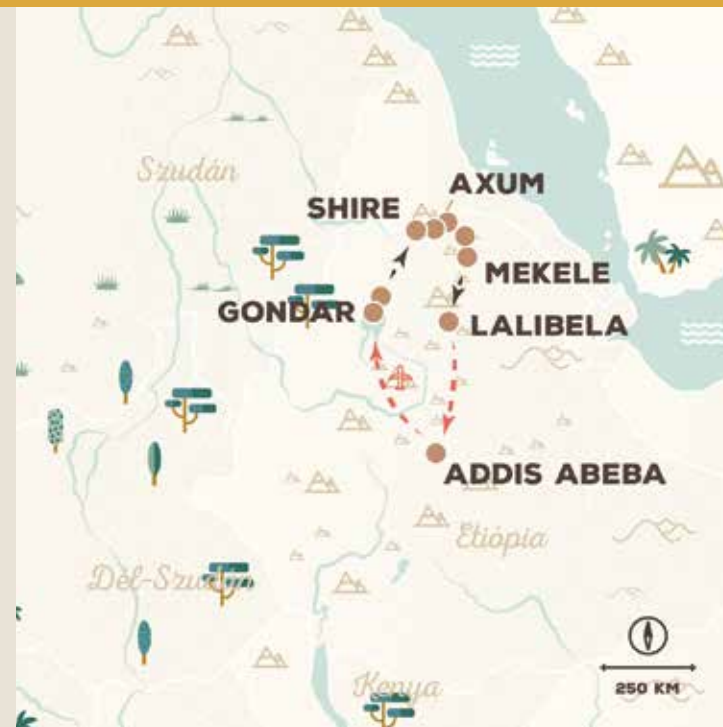 Szudán
AXUM
SHIRE
MEKELE
GONDAR
LALIBELA
ADDIS ABEBA
Etiópia
Dél-Szudán
Kenya
250 KM